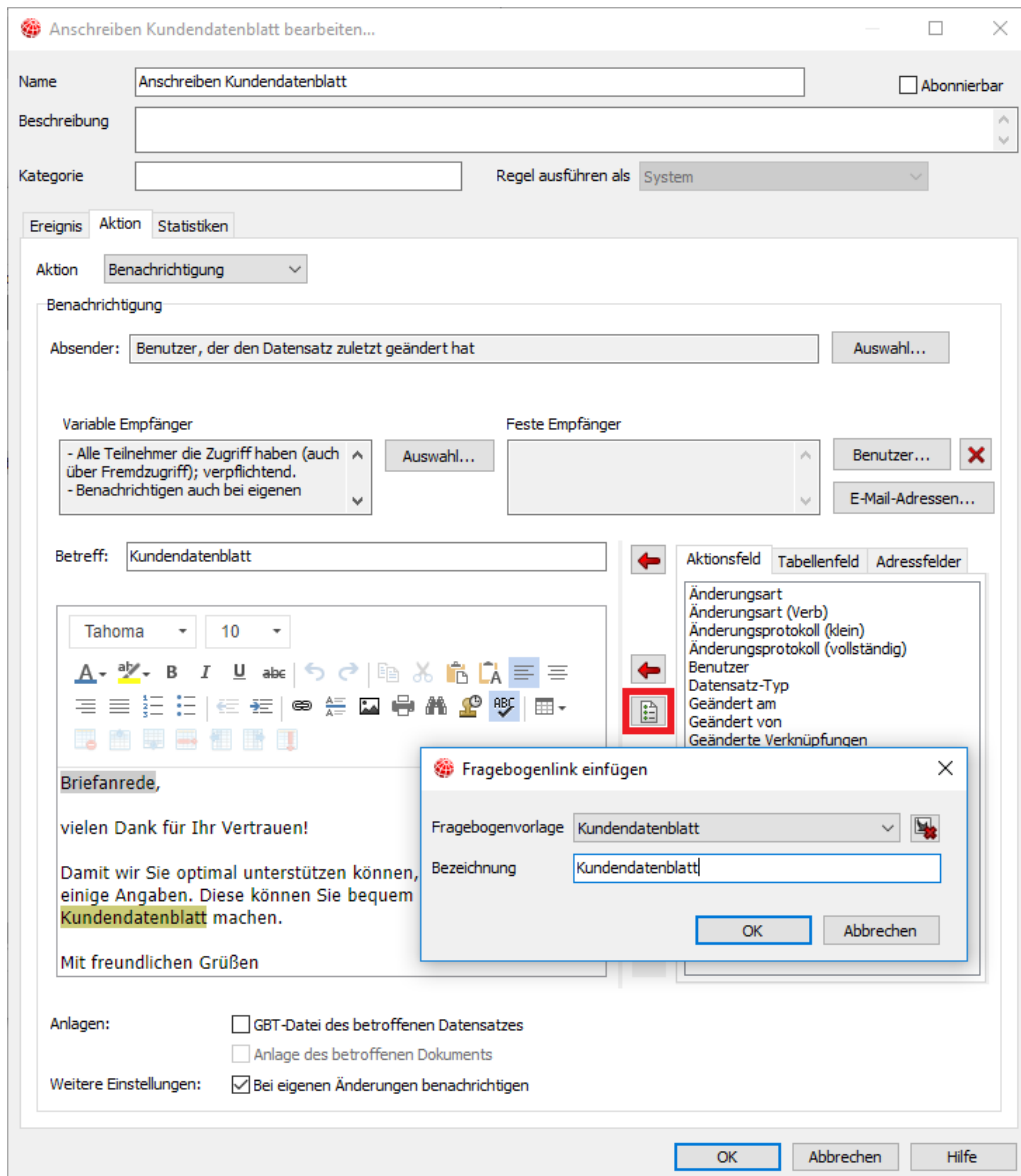 Anschreiben Kundendatenblatt bearbeiten...
Name Anschreiben Kundendatenblatt Abonnierbar
Beschreibung
Kategorie Regel ausführen als System
Ereignis Aktion Statistiken
Aktion Benachrichtigung
Benachrichtigung
Absender: Benutzer, der den Datensatz zuletzt geändert hat Auswahl...
Variable Empfänger Feste Empfänger
- Alle Teilnehmer die Zugriff haben (auch
über Fremdzugriff); verpflichtend.
- Benachrichtigen auch bei eigenen
Auswahl...
Benutzer...
E-Mail-Adressen...
Betreff: Kundendatenblatt
Aktionsfeld Tabellenfeld Adressfelder
Änderungsart
Änderungsart (Verb)
Änderungsprotokoll (klein)
Änderungsprotokoll (vollständig)
Benutzer
Datensatz-Typ
Geändert am
Geändert von
Geänderte Verknüpfungen
Tahoma 10
A ab B I U abc
ABC
Briefanrede,
vielen Dank für Ihr Vertrauen!
Damit wir Sie optimal unterstützen können,
einige Angaben. Diese können Sie bequem
Kundendatenblatt machen.
Mit freundlichen Grüßen
Fragebogenlink einfügen
Fragebogenvorlage Kundendatenblatt
Bezeichnung Kundendatenblatt
OK Abbrechen
Anlagen: GBT-Datei des betroffenen Datensatzes
Anlage des betroffenen Dokuments
Weitere Einstellungen: Bei eigenen Änderungen benachrichtigen
OK Abbrechen Hilfe